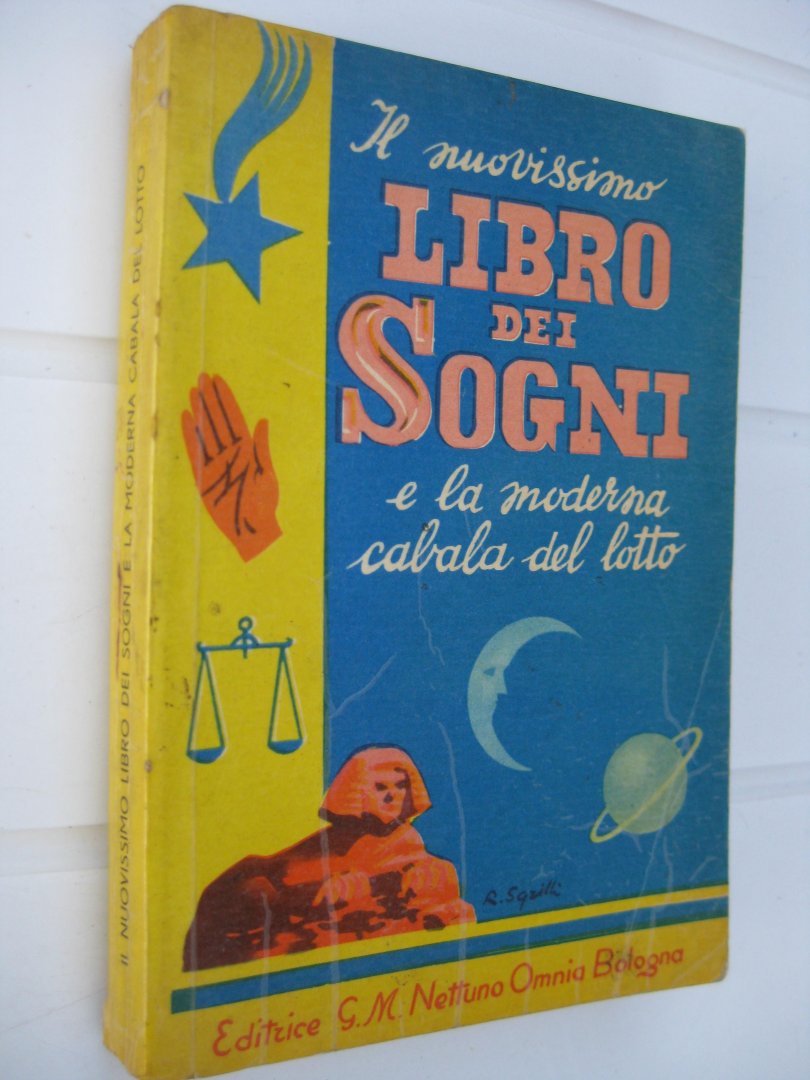 Il nuovissimo
LIBRO
DEI
SOGNI
e la moderna
cabala del lotto
R. Sgrilli
Editrice G.M. Nettuno Omnia Bologna
IL NUOVISSIMO LIBRO DEI SOGNI E LA MODERNA CABALA DEL LOTTO